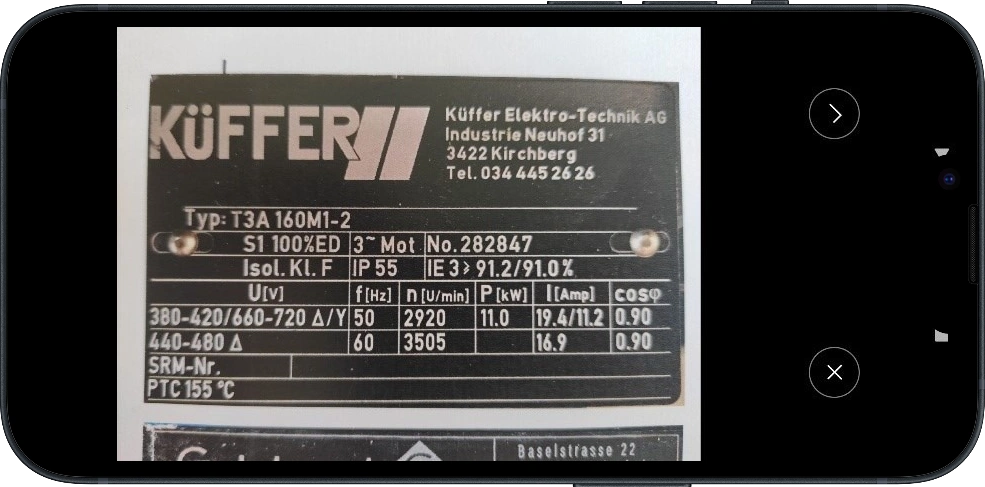 KÜFFER
Küffer Elektro-Technik AG
Industrie Neuhof 31
3422 Kirchberg
Tel. 034 445 26 26
Typ: T3A 160M1-2
S1 100%ED 3~ Mot. No. 282847
Isol. Kl. F IP 55 IE 3 ≥ 91.2/91.0%
U[V] f[Hz] n[U/min] P[kW] I[Amp] cosφ
380-420/660-720 Δ/Y 50 2920 11.0 19.4/11.2 0.90
440-480 Δ 60 3505 16.9 0.90
SRM-Nr.
PTC 155 °C
Baselstrasse 22